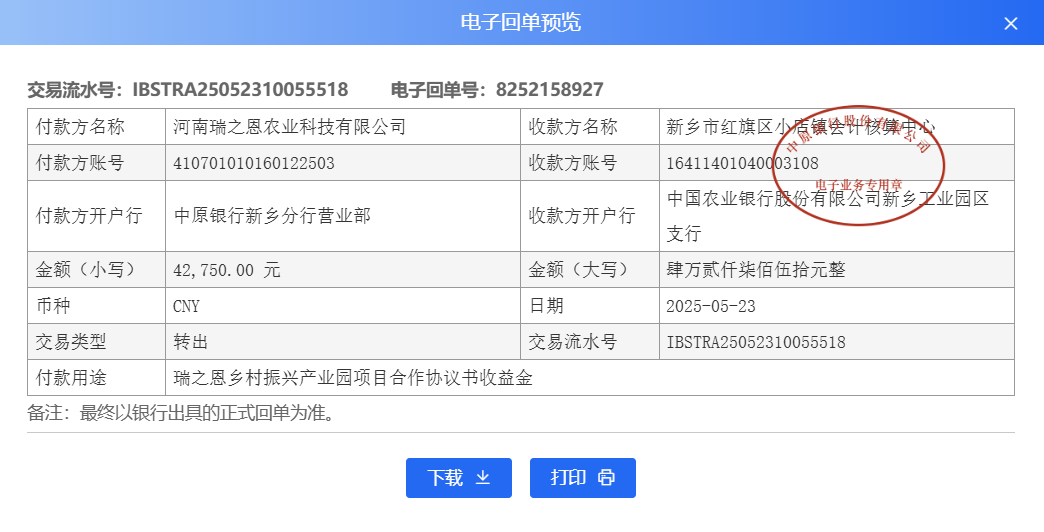 电子回单预览
交易流水号：IBSTRA25052310055518 电子回单号：8252158927
付款方名称 河南瑞之恩农业科技有限公司 收款方名称 新乡市红旗区小店镇会计核算中心
付款方账号 410701010160122503 收款方账号 16411401040003108
付款方开户行 中原银行新乡分行营业部 收款方开户行 中国农业银行股份有限公司新乡工业园区
支行
中原银行股份有限公司
电子业务专用章
金额（小写） 42,750.00 元 金额（大写） 肆万贰仟柒佰伍拾元整
币种 CNY 日期 2025-05-23
交易类型 转出 交易流水号 IBSTRA25052310055518
付款用途 瑞之恩乡村振兴产业园项目合作协议书收益金
备注：最终以银行出具的正式回单为准。
下载 打印